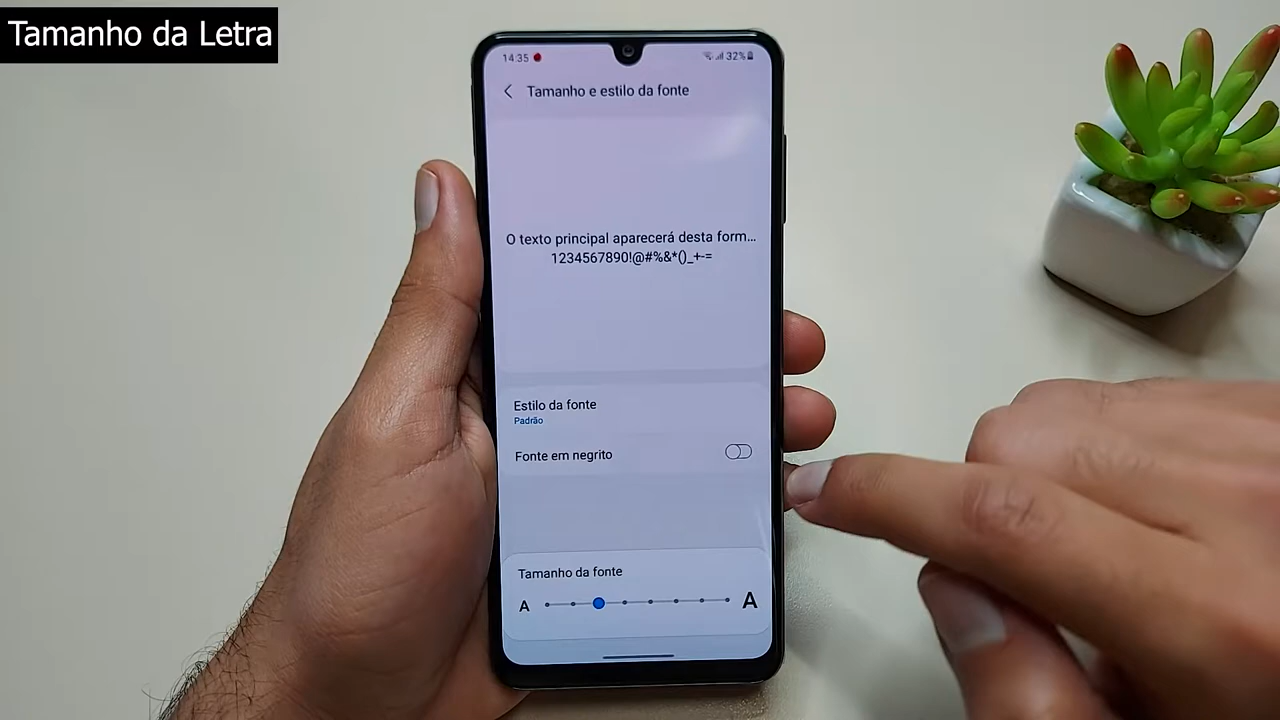 Tamanho da Letra
14:35
32%
Tamanho e estilo da fonte
O texto principal aparecerá desta form...
1234567890!@#%&*()_+-=
Estilo da fonte
Padrão
Fonte em negrito
Tamanho da fonte
A A